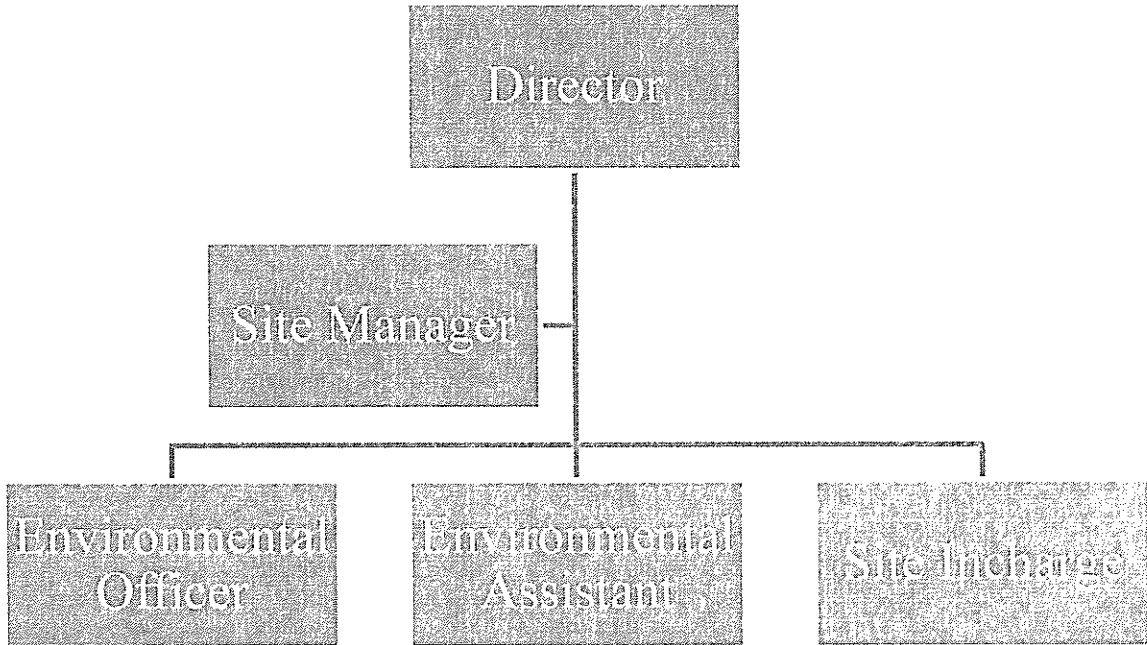 Director
Site Manager
Environmental
Officer
Environmental
Assistant
Site Incharge